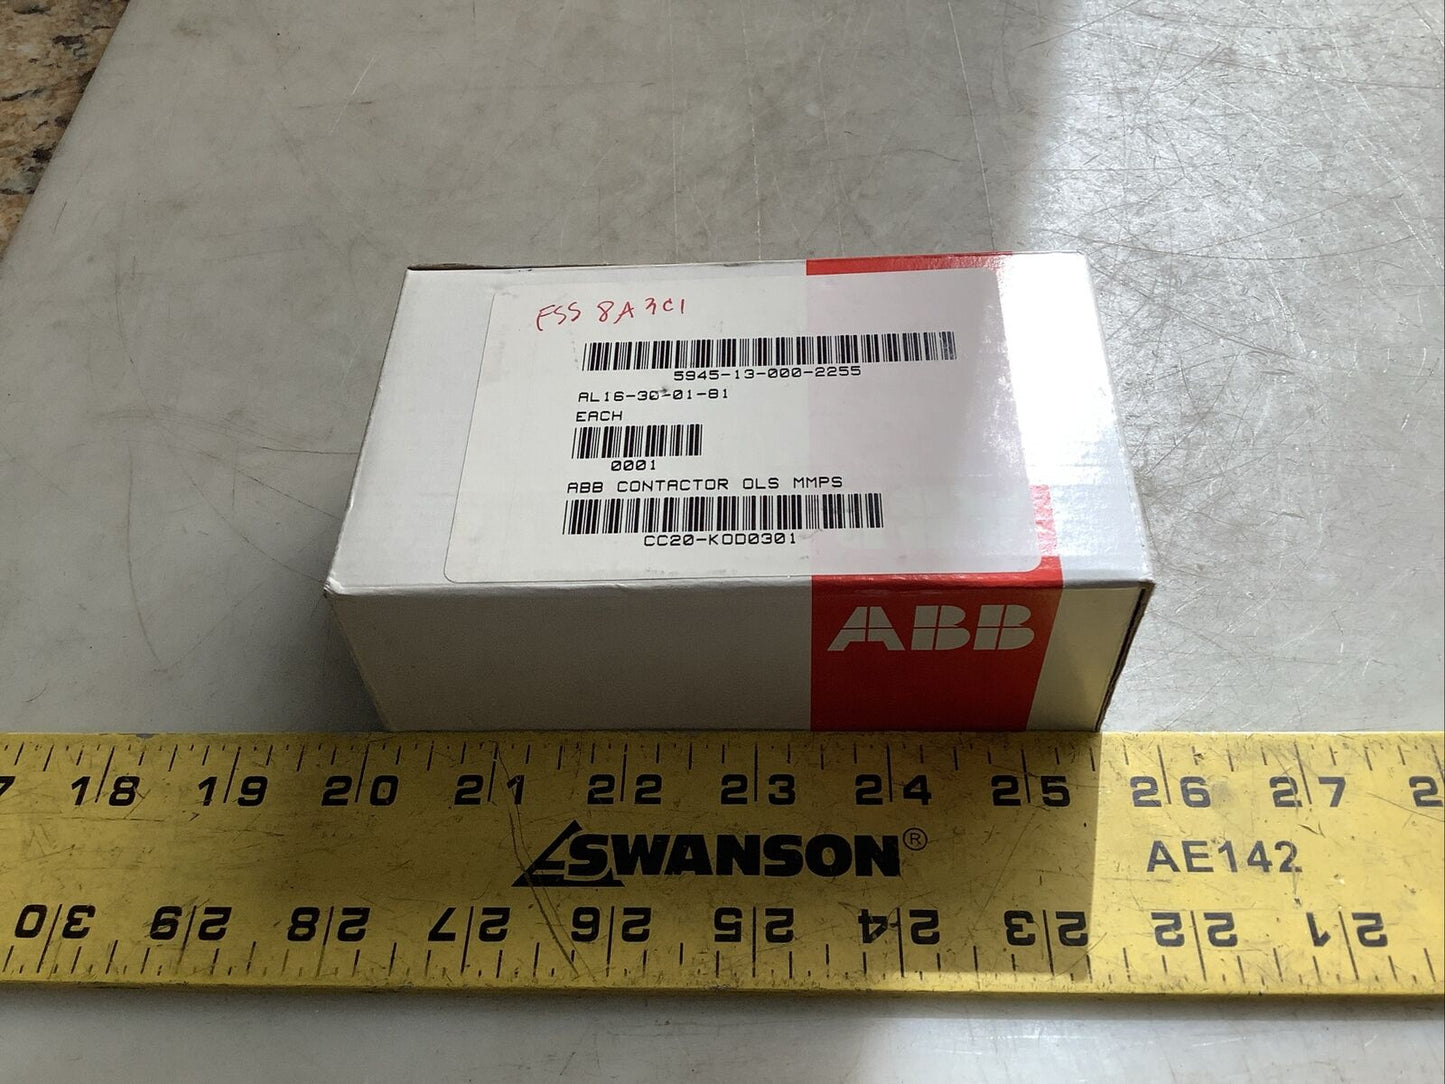 FSS 8A3C1
5945-13-000-2255
AL16-30-01-81
EACH
0001
ABB CONTACTOR OLS MMPS
CC20-KOD0301
ABB
18 19 20 21 22 23 24 25 26 27 2
SWANSON®
AE142
30 29 28 27 26 25 24 23 22 21